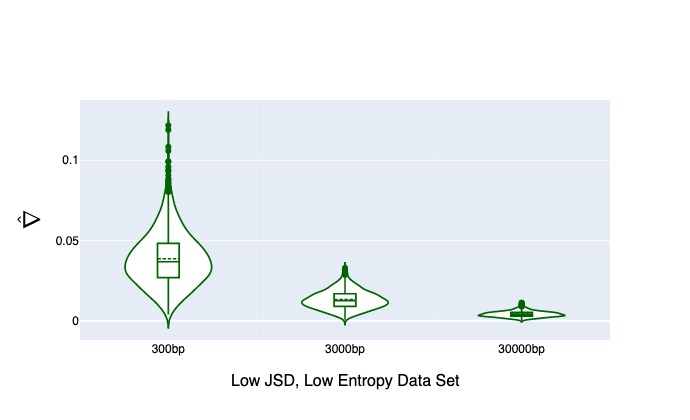 0.1
0.05
0
Δ̂
300bp
3000bp
30000bp
Low JSD, Low Entropy Data Set